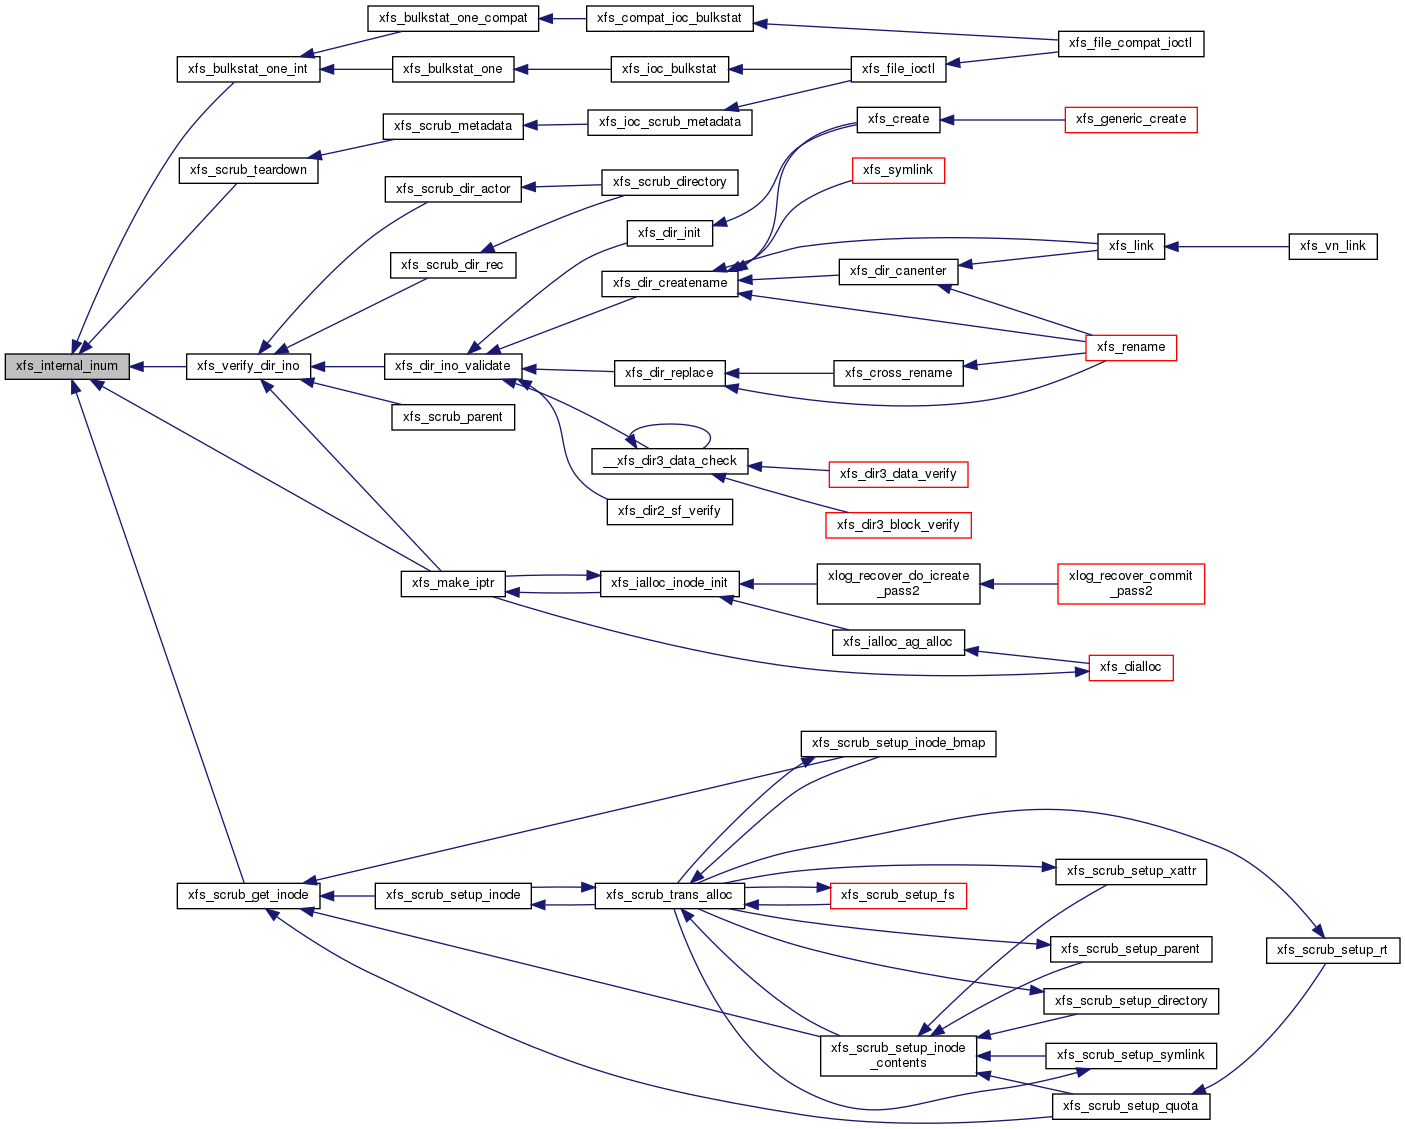 xfs_bulkstat_one_compat
xfs_compat_ioc_bulkstat
xfs_file_compat_ioctl
xfs_bulkstat_one_int
xfs_bulkstat_one
xfs_ioc_bulkstat
xfs_file_ioctl
xfs_scrub_metadata
xfs_ioc_scrub_metadata
xfs_create
xfs_generic_create
xfs_scrub_teardown
xfs_symlink
xfs_scrub_dir_actor
xfs_scrub_directory
xfs_dir_init
xfs_link
xfs_vn_link
xfs_scrub_dir_rec
xfs_dir_createname
xfs_dir_canenter
xfs_rename
xfs_internal_inum
xfs_verify_dir_ino
xfs_dir_ino_validate
xfs_dir_replace
xfs_cross_rename
xfs_scrub_parent
__xfs_dir3_data_check
xfs_dir3_data_verify
xfs_dir2_sf_verify
xfs_dir3_block_verify
xfs_make_iptr
xfs_ialloc_inode_init
xlog_recover_do_icreate
_pass2
xlog_recover_commit
_pass2
xfs_ialloc_ag_alloc
xfs_dialloc
xfs_scrub_setup_inode_bmap
xfs_scrub_setup_xattr
xfs_scrub_get_inode
xfs_scrub_setup_inode
xfs_scrub_trans_alloc
xfs_scrub_setup_fs
xfs_scrub_setup_parent
xfs_scrub_setup_rt
xfs_scrub_setup_directory
xfs_scrub_setup_inode
_contents
xfs_scrub_setup_symlink
xfs_scrub_setup_quota